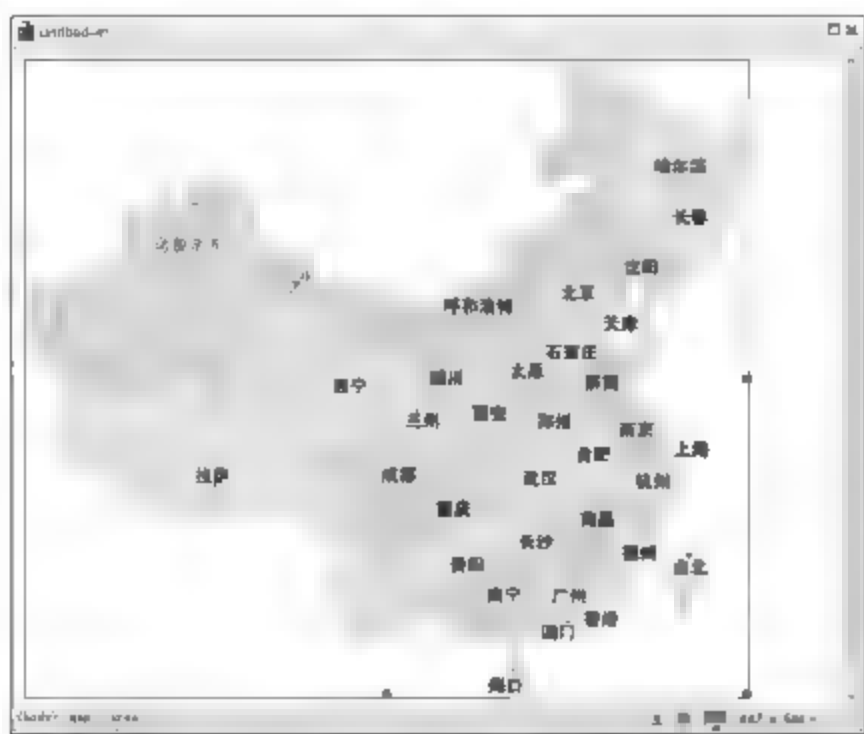 哈尔滨
长春
沈阳
北京
呼和浩特
天津
石家庄
太原
银川
西宁
济南
西安
兰州
郑州
南京
上海
合肥
拉萨
成都
武汉
杭州
重庆
南昌
长沙
福州
贵阳
台北
南宁
广州
香港
澳门
海口